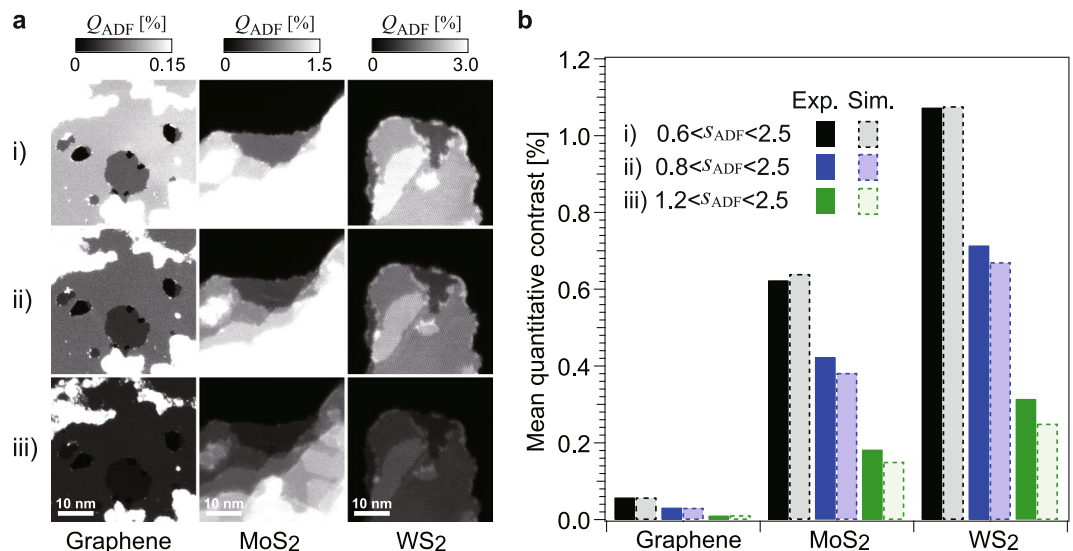 a
Q_ADF [%] Q_ADF [%] Q_ADF [%]
0 0.15 0 1.5 0 3.0
i)
ii)
iii)
10 nm 10 nm 10 nm
Graphene MoS2 WS2
b
Mean quantitative contrast [%]
1.2
1.0
0.8
0.6
0.4
0.2
0.0
Exp. Sim.
i) 0.6<s_ADF<2.5
ii) 0.8<s_ADF<2.5
iii) 1.2<s_ADF<2.5
Graphene MoS2 WS2